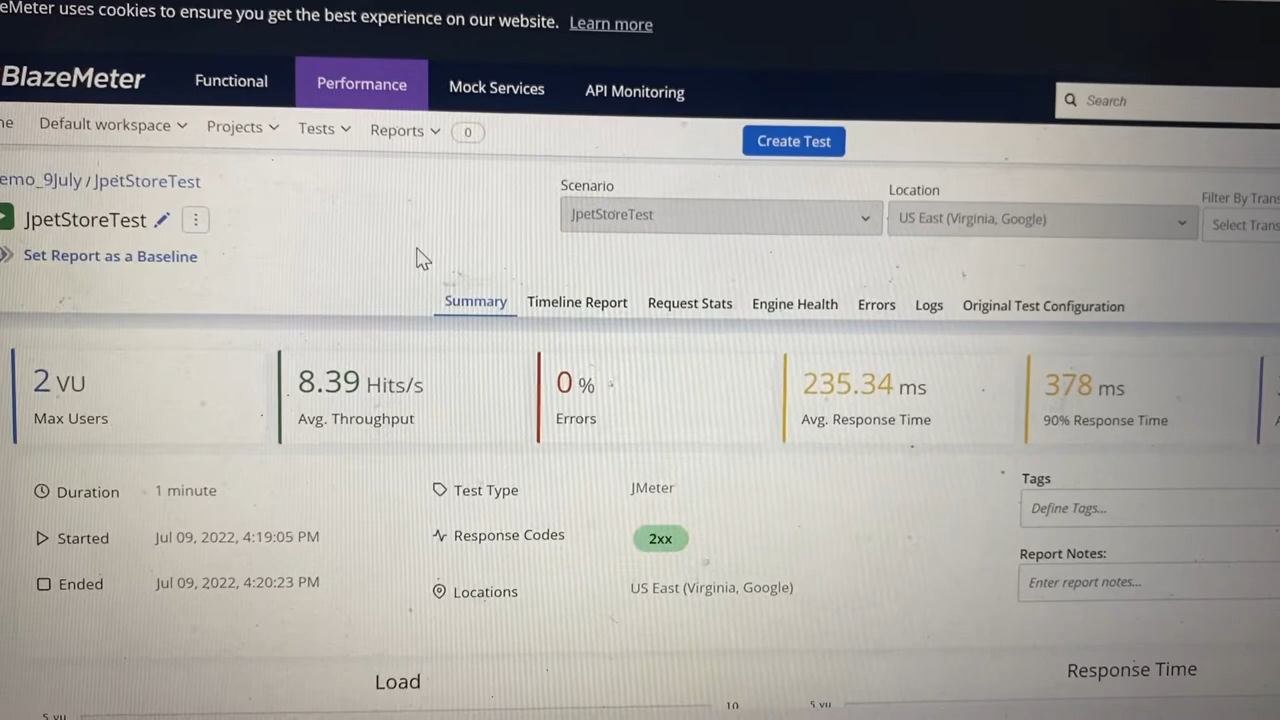 eMeter uses cookies to ensure you get the best experience on our website. Learn more
BlazeMeter Functional Performance Mock Services API Monitoring Search
ne Default workspace Projects Tests Reports 0 Create Test
emo_9July / JpetStoreTest
JpetStoreTest
Set Report as a Baseline
Scenario
JpetStoreTest
Location
US East (Virginia, Google)
Filter By Trans
Select Trans
Summary Timeline Report Request Stats Engine Health Errors Logs Original Test Configuration
2 VU
Max Users
8.39 Hits/s
Avg. Throughput
0 %
Errors
235.34 ms
Avg. Response Time
378 ms
90% Response Time
Duration 1 minute
Started Jul 09, 2022, 4:19:05 PM
Ended Jul 09, 2022, 4:20:23 PM
Test Type JMeter
Response Codes 2xx
Locations US East (Virginia, Google)
Tags
Define Tags...
Report Notes:
Enter report notes...
Load
Response Time
5 vu 10 5 vu